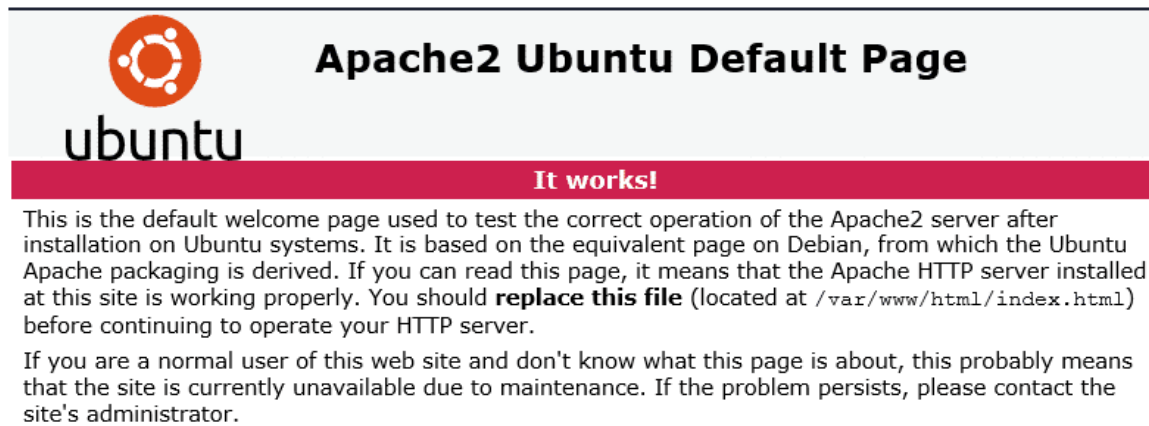 Apache2 Ubuntu Default Page
ubuntu
It works!
This is the default welcome page used to test the correct operation of the Apache2 server after
installation on Ubuntu systems. It is based on the equivalent page on Debian, from which the Ubuntu
Apache packaging is derived. If you can read this page, it means that the Apache HTTP server installed
at this site is working properly. You should replace this file (located at /var/www/html/index.html)
before continuing to operate your HTTP server.
If you are a normal user of this web site and don't know what this page is about, this probably means
that the site is currently unavailable due to maintenance. If the problem persists, please contact the
site's administrator.